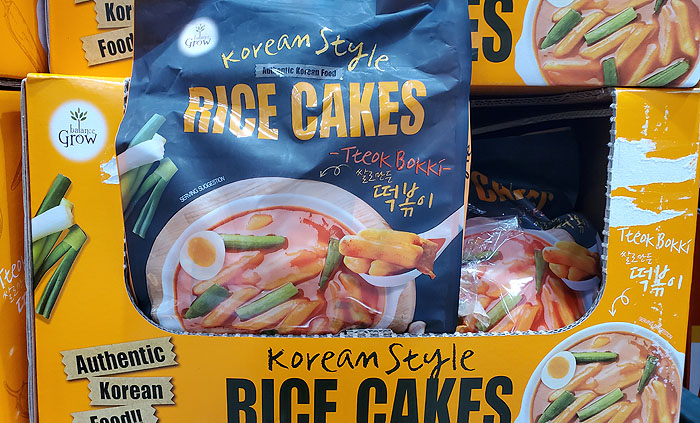 Kor
Food
ES
balance
Grow
Korean Style
Authentic Korean Food
RICE CAKES
-Tteok Bokki-
쌀로만든
떡볶이
SERVING SUGGESTION
CAKES
balance
Grow
Tteok Bokki
쌀로만든
떡볶이
Authentic
Korean
Food!!
Korean Style
RICE CAKES